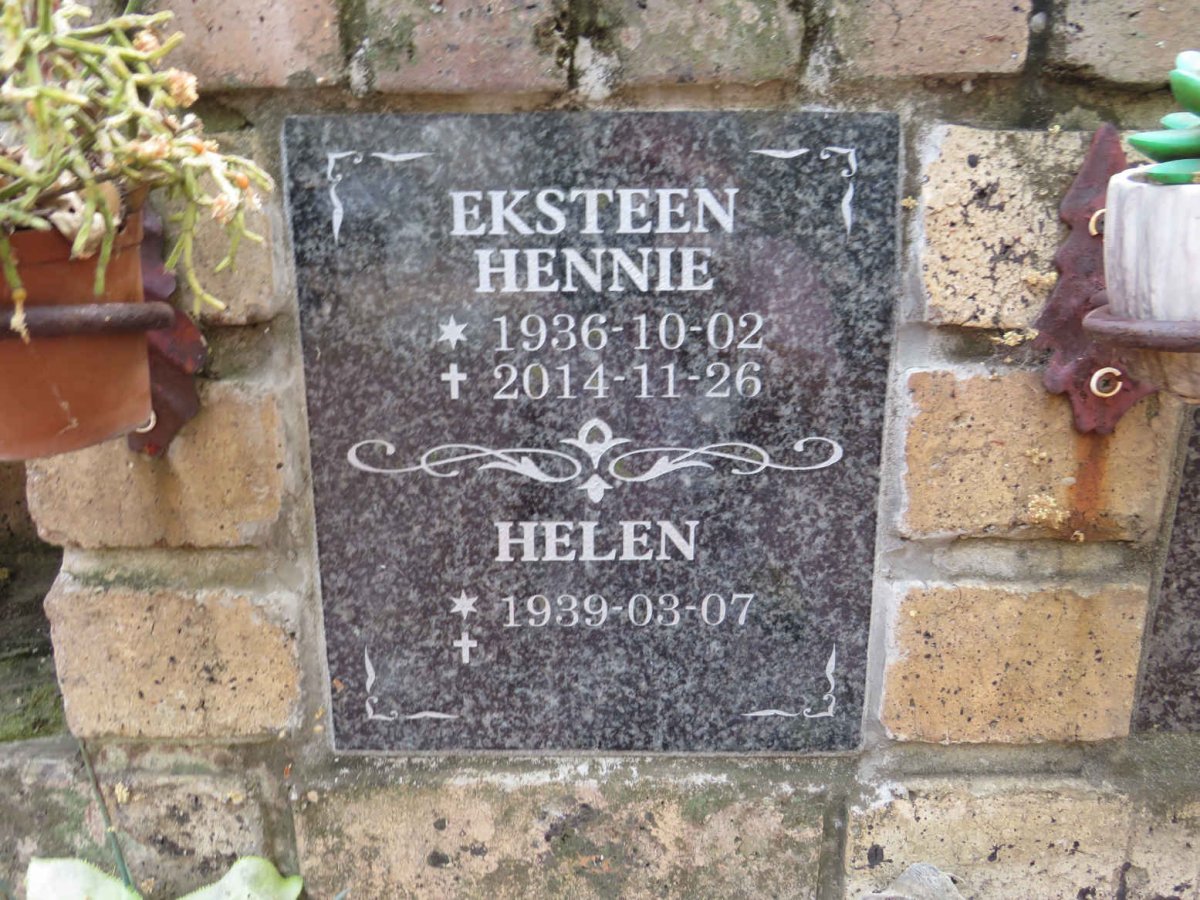 EKSTEEN
HENNIE
✶ 1936-10-02
✝ 2014-11-26
HELEN
✶ 1939-03-07
✝